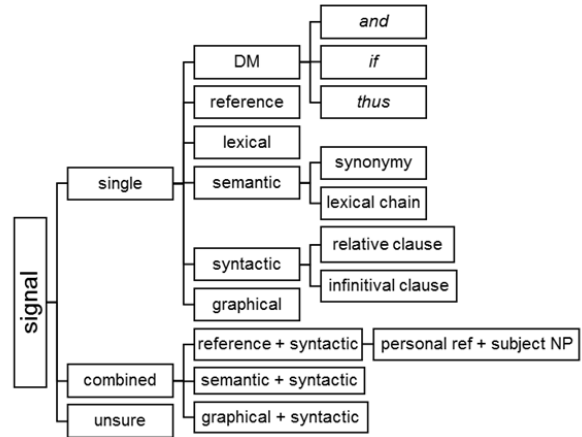 signal
single
DM
and
if
thus
reference
lexical
semantic
synonymy
lexical chain
syntactic
relative clause
infinitival clause
graphical
combined
reference + syntactic
personal ref + subject NP
semantic + syntactic
graphical + syntactic
unsure